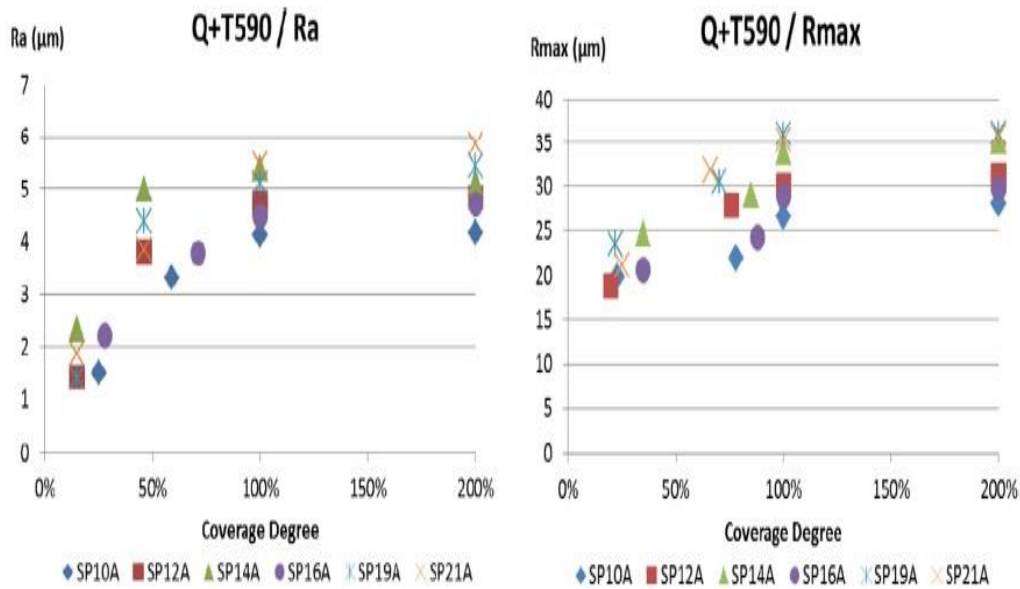 Q+T590 / Ra
Ra (μm)
7
6
5
4
3
2
1
0
0% 50% 100% 150% 200%
Coverage Degree
SP10A SP12A SP14A SP16A SP19A SP21A
Q+T590 / Rmax
Rmax (μm)
40
35
30
25
20
15
10
5
0
0% 50% 100% 150% 200%
Coverage Degree
SP10A SP12A SP14A SP16A SP19A SP21A